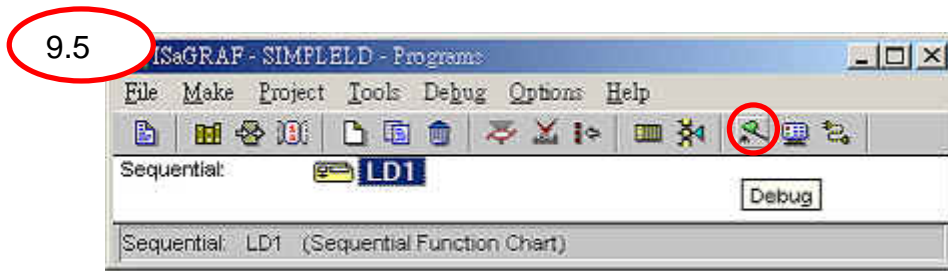 9.5
ISaGRAF - SIMPLELD - Programs
File Make Project Tools Debug Options Help
Sequential: LD1
Debug
Sequential: LD1 (Sequential Function Chart)